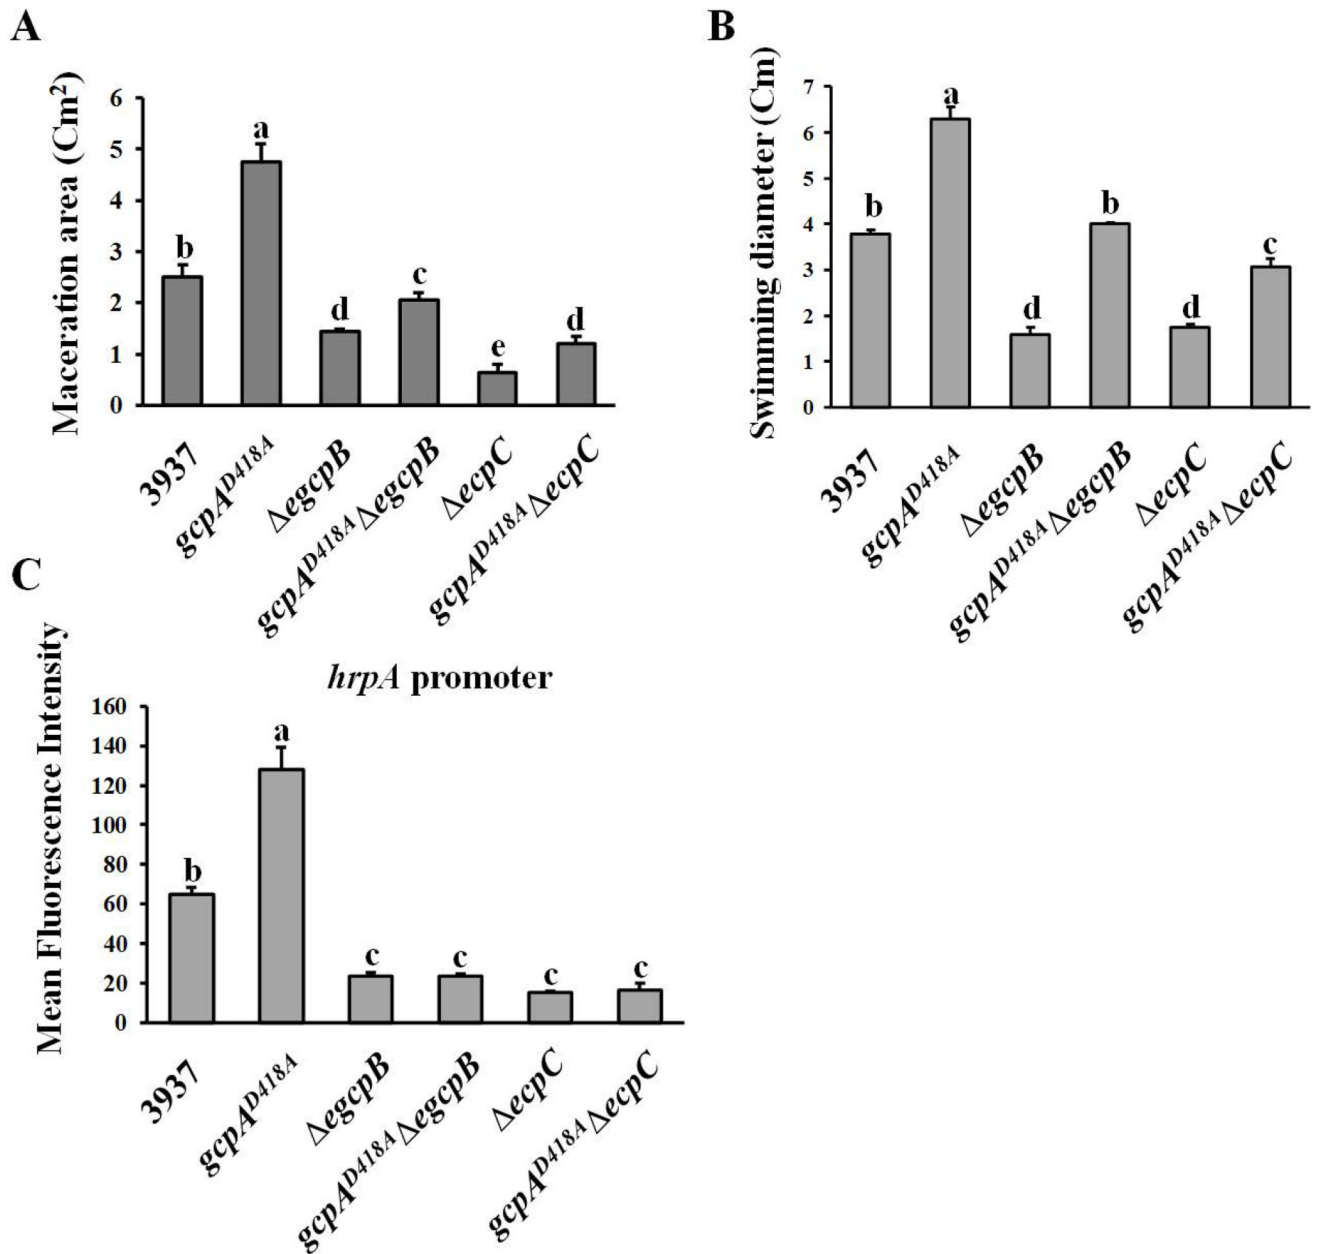 A
Maceration area (Cm²)
6
5
4
3
2
1
0
b
a
d
c
e
d
3937
gcpA^D418A
ΔegcpB
gcpA^D418A ΔegcpB
ΔecpC
gcpA^D418A ΔecpC
B
Swimming diameter (Cm)
7
6
5
4
3
2
1
0
b
a
d
b
d
c
3937
gcpA^D418A
ΔegcpB
gcpA^D418A ΔegcpB
ΔecpC
gcpA^D418A ΔecpC
C
hrpA promoter
Mean Fluorescence Intensity
160
140
120
100
80
60
40
20
0
b
a
c
c
c
c
3937
gcpA^D418A
ΔegcpB
gcpA^D418A ΔegcpB
ΔecpC
gcpA^D418A ΔecpC